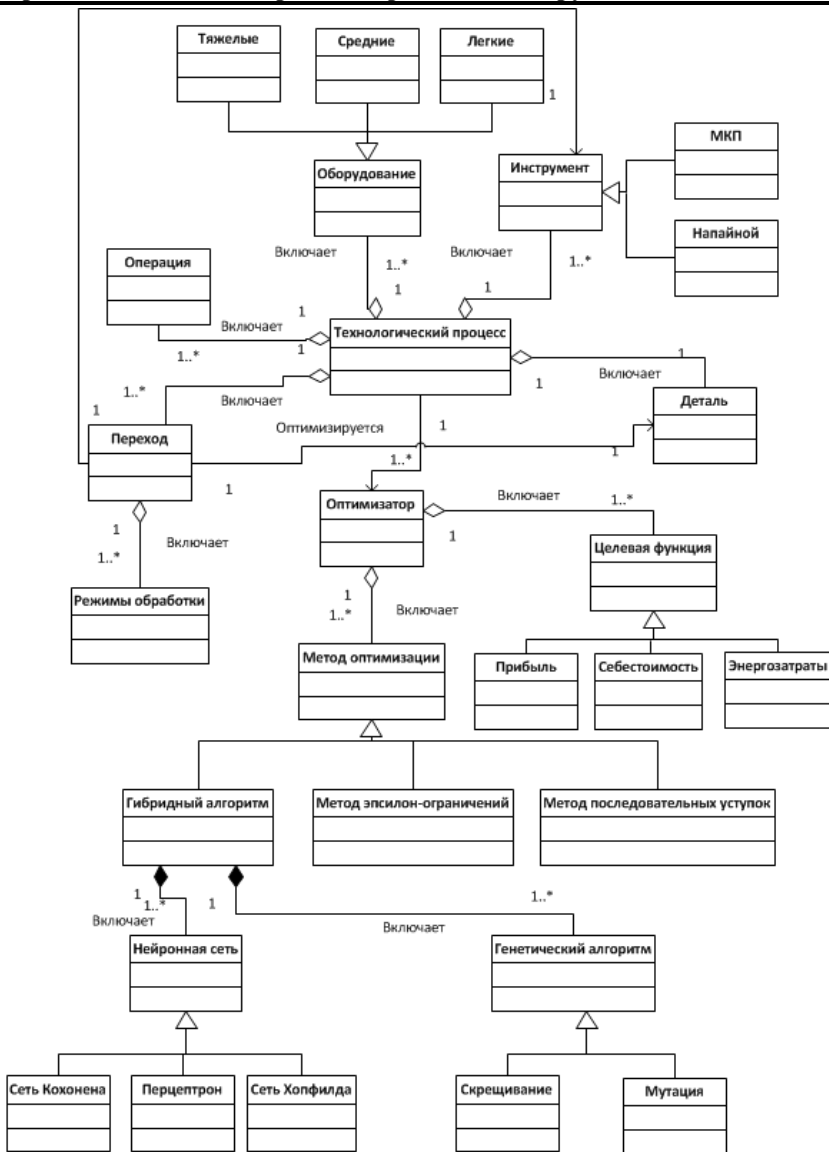 Тяжелые
Средние
Легкие
1
МКП
Оборудование
Инструмент
Напайной
Включает
Включает
Операция
1..*
1..*
1
1
1
Включает
Технологический процесс
1..*
1
1
Включает
1..*
Включает
1
Деталь
1
Оптимизируется
1
Переход
1..*
1
1
Оптимизатор
Включает
1..*
1
1
Включает
Целевая функция
1..*
Режимы обработки
1
1..*
Включает
Метод оптимизации
Прибыль
Себестоимость
Энергозатраты
Гибридный алгоритм
Метод эпсилон-ограничений
Метод последовательных уступок
1
1..*
1
1..*
Включает
Включает
Нейронная сеть
Генетический алгоритм
Сеть Кохонена
Перцептрон
Сеть Хопфилда
Скрещивание
Мутация